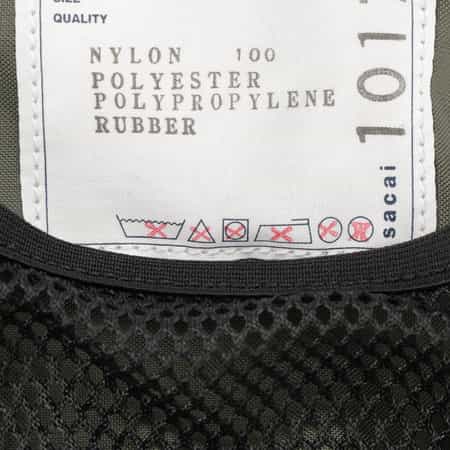 QUALITY
NYLON 100
POLYESTER
POLYPROPYLENE
RUBBER
sacai